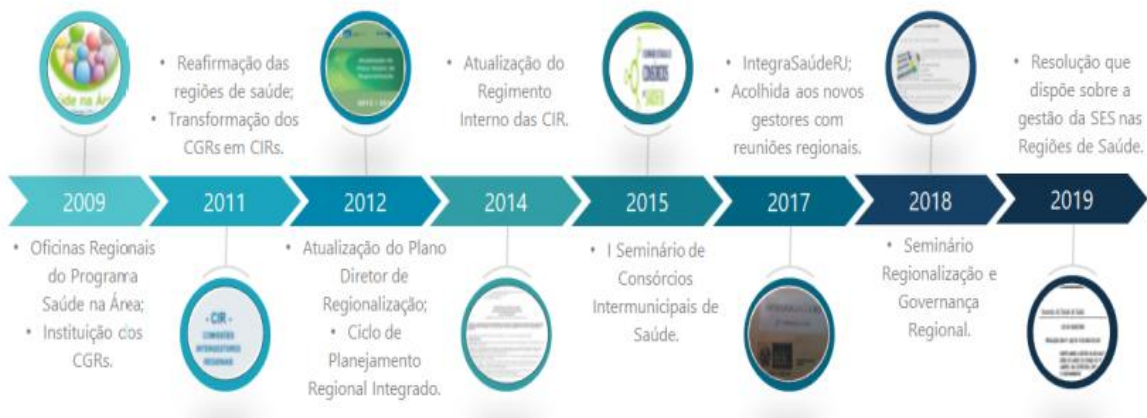 • Reafirmação das
regiões de saúde;
• Transformação dos
CGRs em CIRs.
• Atualização do
Regimento
Interno das CIR.
• IntegraSaúdeRJ;
• Acolhida aos novos
gestores com
reuniões regionais.
• Resolução que
dispõe sobre a
gestão da SES nas
Regiões de Saúde.
2009
2011
2012
2014
2015
2017
2018
2019
• Oficinas Regionais
do Programa
Saúde na Área;
• Instituição dos
CGRs.
- CIR -
COMISSÕES
INTERGESTORES
REGIONAIS
• Atualização do Plano
Diretor de
Regionalização;
• Ciclo de
Planejamento
Regional Integrado.
• I Seminário de
Consórcios
Intermunicipais de
Saúde.
• Seminário
Regionalização e
Governança
Regional.